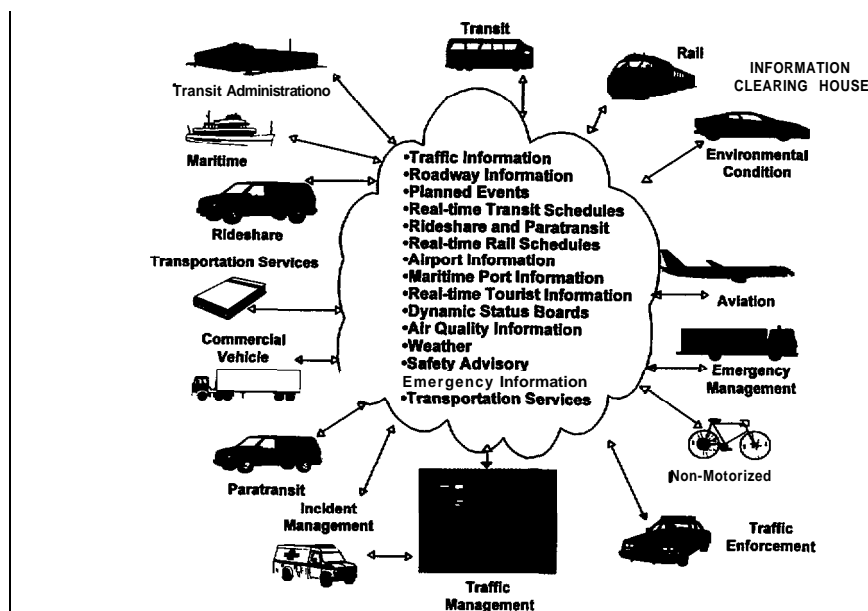 Transit
Rail
INFORMATION
CLEARING HOUSE
Transit Administrationo
Maritime
Environmental
Condition
Rideshare
Transportation Services
•Traffic Information
•Roadway Information
•Planned Events
•Real-time Transit Schedules
•Rideshare and Paratransit
•Real-time Rail Schedules
•Airport Information
•Maritime Port Information
•Real-time Tourist Information
•Dynamic Status Boards
•Air Quality Information
•Weather
•Safety Advisory
Emergency Information
•Transportation Services
Aviation
Commercial
Vehicle
Emergency
Management
Non-Motorized
Paratransit
Incident
Management
Traffic
Enforcement
Traffic
Management